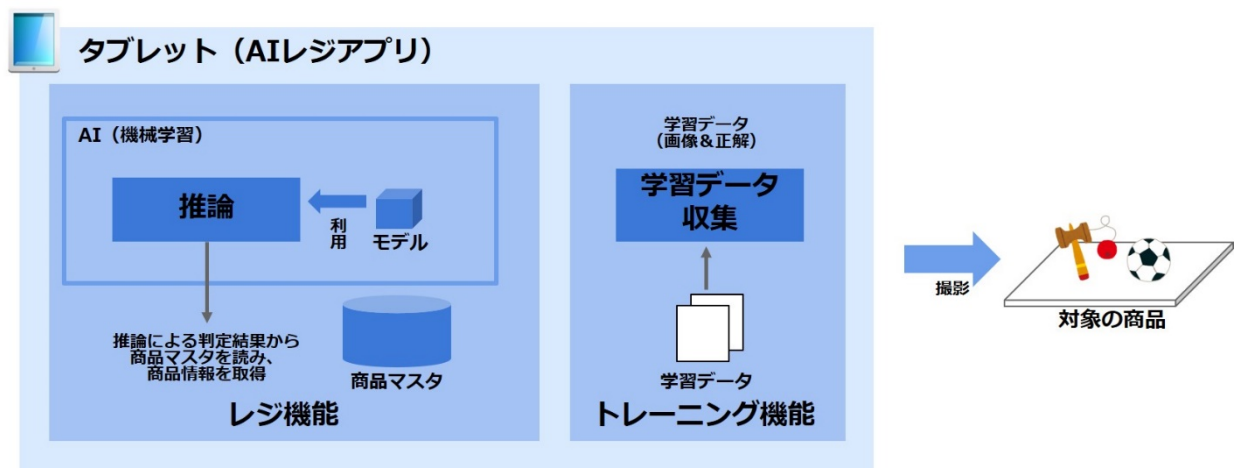 タブレット（AIレジアプリ）
AI（機械学習）
推論
利
用
モデル
推論による判定結果から
商品マスタを読み、
商品情報を取得
商品マスタ
レジ機能
学習データ
（画像＆正解）
学習データ
収集
学習データ
トレーニング機能
撮影
対象の商品